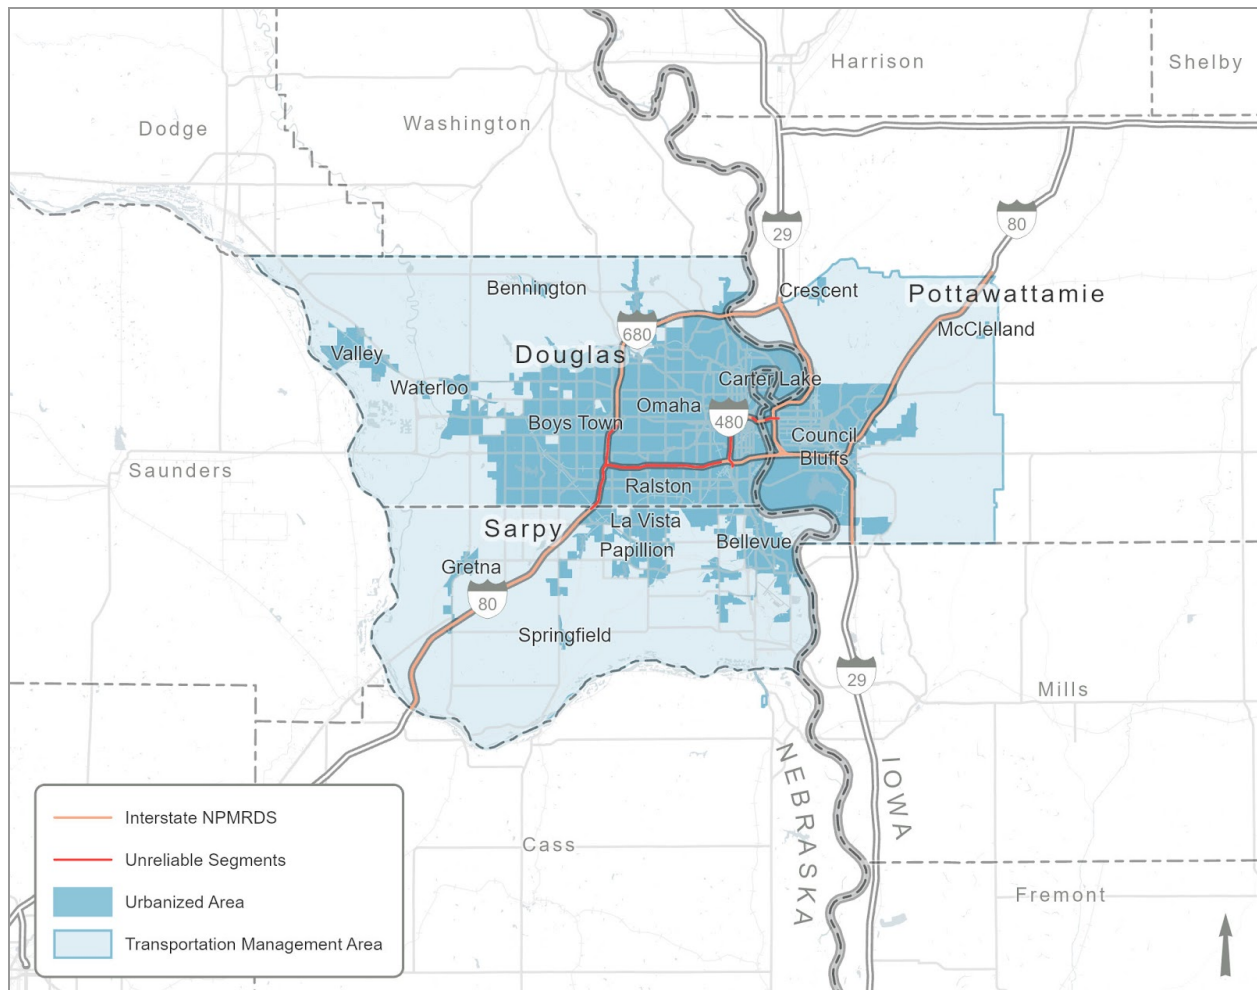 Harrison
Shelby
Dodge
Washington
80
29
Bennington
Crescent
Pottawattamie
McClelland
680
Valley
Douglas
Waterloo
Carter Lake
Omaha
Boys Town
480
Council
Bluffs
Saunders
Ralston
La Vista
Sarpy
Papillion
Bellevue
Gretna
80
Springfield
29
Mills
NEBRASKA
IOWA
Interstate NPMRDS
Unreliable Segments
Urbanized Area
Transportation Management Area
Cass
Fremont